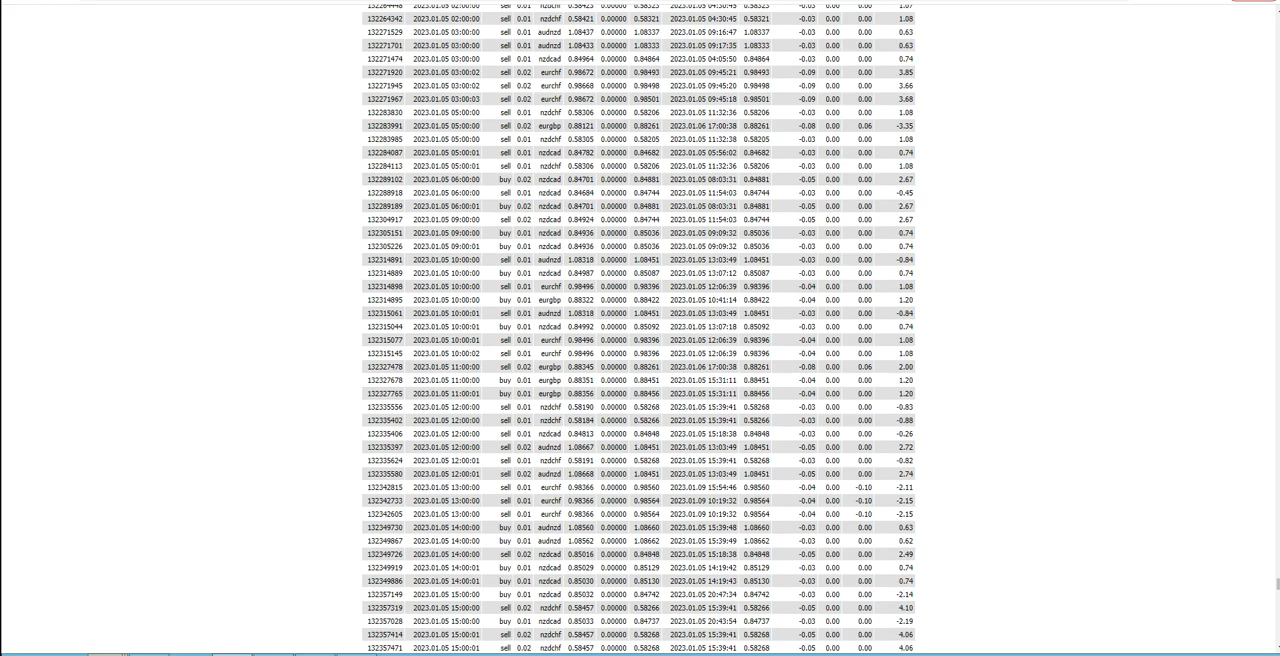 132264448 2023.01.05 02:00:00 sell 0.01 nzdchf 0.58423 0.00000 0.58323 2023.01.05 04:30:45 0.58323 -0.03 0.00 0.00 1.07
132264342 2023.01.05 02:00:00 sell 0.01 nzdchf 0.58421 0.00000 0.58321 2023.01.05 04:30:45 0.58321 -0.03 0.00 0.00 1.08
132271529 2023.01.05 03:00:00 sell 0.01 audnzd 1.08437 0.00000 1.08337 2023.01.05 09:16:47 1.08337 -0.03 0.00 0.00 0.63
132271701 2023.01.05 03:00:00 sell 0.01 audnzd 1.08433 0.00000 1.08333 2023.01.05 09:17:35 1.08333 -0.03 0.00 0.00 0.63
132271474 2023.01.05 03:00:00 sell 0.01 nzdcad 0.84964 0.00000 0.84864 2023.01.05 04:05:50 0.84864 -0.03 0.00 0.00 0.74
132271920 2023.01.05 03:00:02 sell 0.02 eurchf 0.98672 0.00000 0.98493 2023.01.05 09:45:21 0.98493 -0.09 0.00 0.00 3.85
132271945 2023.01.05 03:00:02 sell 0.02 eurchf 0.98668 0.00000 0.98498 2023.01.05 09:45:20 0.98498 -0.09 0.00 0.00 3.66
132271967 2023.01.05 03:00:03 sell 0.02 eurchf 0.98672 0.00000 0.98501 2023.01.05 09:45:18 0.98501 -0.09 0.00 0.00 3.68
132283830 2023.01.05 05:00:00 sell 0.01 nzdchf 0.58306 0.00000 0.58206 2023.01.05 11:32:36 0.58206 -0.03 0.00 0.00 1.08
132283991 2023.01.05 05:00:00 sell 0.02 eurgbp 0.88121 0.00000 0.88261 2023.01.06 17:00:38 0.88261 -0.08 0.00 0.06 -3.35
132283985 2023.01.05 05:00:00 sell 0.01 nzdchf 0.58305 0.00000 0.58205 2023.01.05 11:32:38 0.58205 -0.03 0.00 0.00 1.08
132284087 2023.01.05 05:00:01 sell 0.01 nzdcad 0.84782 0.00000 0.84682 2023.01.05 05:56:02 0.84682 -0.03 0.00 0.00 0.74
132284113 2023.01.05 05:00:01 sell 0.01 nzdchf 0.58306 0.00000 0.58206 2023.01.05 11:32:36 0.58206 -0.03 0.00 0.00 1.08
132289102 2023.01.05 06:00:00 buy 0.02 nzdcad 0.84701 0.00000 0.84881 2023.01.05 08:03:31 0.84881 -0.05 0.00 0.00 2.67
132288918 2023.01.05 06:00:00 sell 0.01 nzdcad 0.84684 0.00000 0.84744 2023.01.05 11:54:03 0.84744 -0.03 0.00 0.00 -0.45
132289189 2023.01.05 06:00:01 buy 0.02 nzdcad 0.84701 0.00000 0.84881 2023.01.05 08:03:31 0.84881 -0.05 0.00 0.00 2.67
132304917 2023.01.05 09:00:00 sell 0.02 nzdcad 0.84924 0.00000 0.84744 2023.01.05 11:54:03 0.84744 -0.05 0.00 0.00 2.67
132305151 2023.01.05 09:00:00 buy 0.01 nzdcad 0.84936 0.00000 0.85036 2023.01.05 09:09:32 0.85036 -0.03 0.00 0.00 0.74
132305226 2023.01.05 09:00:01 buy 0.01 nzdcad 0.84936 0.00000 0.85036 2023.01.05 09:09:32 0.85036 -0.03 0.00 0.00 0.74
132314891 2023.01.05 10:00:00 sell 0.01 audnzd 1.08318 0.00000 1.08451 2023.01.05 13:03:49 1.08451 -0.03 0.00 0.00 -0.84
132314889 2023.01.05 10:00:00 buy 0.01 nzdcad 0.84987 0.00000 0.85087 2023.01.05 13:07:12 0.85087 -0.03 0.00 0.00 0.74
132314898 2023.01.05 10:00:00 sell 0.01 eurchf 0.98496 0.00000 0.98396 2023.01.05 12:06:39 0.98396 -0.04 0.00 0.00 1.08
132314895 2023.01.05 10:00:00 buy 0.01 eurgbp 0.88322 0.00000 0.88422 2023.01.05 10:41:14 0.88422 -0.04 0.00 0.00 1.20
132315061 2023.01.05 10:00:01 sell 0.01 audnzd 1.08318 0.00000 1.08451 2023.01.05 13:03:49 1.08451 -0.03 0.00 0.00 -0.84
132315044 2023.01.05 10:00:01 buy 0.01 nzdcad 0.84992 0.00000 0.85092 2023.01.05 13:07:18 0.85092 -0.03 0.00 0.00 0.74
132315077 2023.01.05 10:00:01 sell 0.01 eurchf 0.98496 0.00000 0.98396 2023.01.05 12:06:39 0.98396 -0.04 0.00 0.00 1.08
132315145 2023.01.05 10:00:02 sell 0.01 eurchf 0.98496 0.00000 0.98396 2023.01.05 12:06:39 0.98396 -0.04 0.00 0.00 1.08
132327478 2023.01.05 11:00:00 sell 0.02 eurgbp 0.88345 0.00000 0.88261 2023.01.06 17:00:38 0.88261 -0.08 0.00 0.06 2.00
132327678 2023.01.05 11:00:00 buy 0.01 eurgbp 0.88351 0.00000 0.88451 2023.01.05 15:31:11 0.88451 -0.04 0.00 0.00 1.20
132327765 2023.01.05 11:00:01 buy 0.01 eurgbp 0.88356 0.00000 0.88456 2023.01.05 15:31:11 0.88456 -0.04 0.00 0.00 1.20
132335556 2023.01.05 12:00:00 sell 0.01 nzdchf 0.58190 0.00000 0.58268 2023.01.05 15:39:41 0.58268 -0.03 0.00 0.00 -0.83
132335402 2023.01.05 12:00:00 sell 0.01 nzdchf 0.58184 0.00000 0.58266 2023.01.05 15:39:41 0.58266 -0.03 0.00 0.00 -0.88
132335406 2023.01.05 12:00:00 sell 0.01 nzdcad 0.84813 0.00000 0.84848 2023.01.05 15:18:38 0.84848 -0.03 0.00 0.00 -0.26
132335397 2023.01.05 12:00:00 sell 0.02 audnzd 1.08667 0.00000 1.08451 2023.01.05 13:03:49 1.08451 -0.05 0.00 0.00 2.72
132335624 2023.01.05 12:00:01 sell 0.01 nzdchf 0.58191 0.00000 0.58268 2023.01.05 15:39:41 0.58268 -0.03 0.00 0.00 -0.82
132335580 2023.01.05 12:00:01 sell 0.02 audnzd 1.08668 0.00000 1.08451 2023.01.05 13:03:49 1.08451 -0.05 0.00 0.00 2.74
132342815 2023.01.05 13:00:00 sell 0.01 eurchf 0.98366 0.00000 0.98560 2023.01.09 15:54:46 0.98560 -0.04 0.00 -0.10 -2.11
132342733 2023.01.05 13:00:00 sell 0.01 eurchf 0.98366 0.00000 0.98564 2023.01.09 10:19:32 0.98564 -0.04 0.00 -0.10 -2.15
132342605 2023.01.05 13:00:00 sell 0.01 eurchf 0.98366 0.00000 0.98564 2023.01.09 10:19:32 0.98564 -0.04 0.00 -0.10 -2.15
132349730 2023.01.05 14:00:00 buy 0.01 audnzd 1.08560 0.00000 1.08660 2023.01.05 15:39:48 1.08660 -0.03 0.00 0.00 0.63
132349867 2023.01.05 14:00:00 buy 0.01 audnzd 1.08562 0.00000 1.08662 2023.01.05 15:39:49 1.08662 -0.03 0.00 0.00 0.62
132349726 2023.01.05 14:00:00 sell 0.02 nzdcad 0.85016 0.00000 0.84848 2023.01.05 15:18:38 0.84848 -0.05 0.00 0.00 2.49
132349919 2023.01.05 14:00:01 buy 0.01 nzdcad 0.85029 0.00000 0.85129 2023.01.05 14:19:42 0.85129 -0.03 0.00 0.00 0.74
132349886 2023.01.05 14:00:01 buy 0.01 nzdcad 0.85030 0.00000 0.85130 2023.01.05 14:19:43 0.85130 -0.03 0.00 0.00 0.74
132357149 2023.01.05 15:00:00 buy 0.01 nzdcad 0.85032 0.00000 0.84742 2023.01.05 20:47:34 0.84742 -0.03 0.00 0.00 -2.14
132357319 2023.01.05 15:00:00 sell 0.02 nzdchf 0.58457 0.00000 0.58266 2023.01.05 15:39:41 0.58266 -0.05 0.00 0.00 4.10
132357028 2023.01.05 15:00:00 buy 0.01 nzdcad 0.85033 0.00000 0.84737 2023.01.05 20:43:54 0.84737 -0.03 0.00 0.00 -2.19
132357414 2023.01.05 15:00:01 sell 0.02 nzdchf 0.58457 0.00000 0.58268 2023.01.05 15:39:41 0.58268 -0.05 0.00 0.00 4.06
132357471 2023.01.05 15:00:01 sell 0.01 nzdchf 0.58457 0.00000 0.58268 2023.01.05 15:39:41 0.58268 -0.05 0.00 0.00 4.06